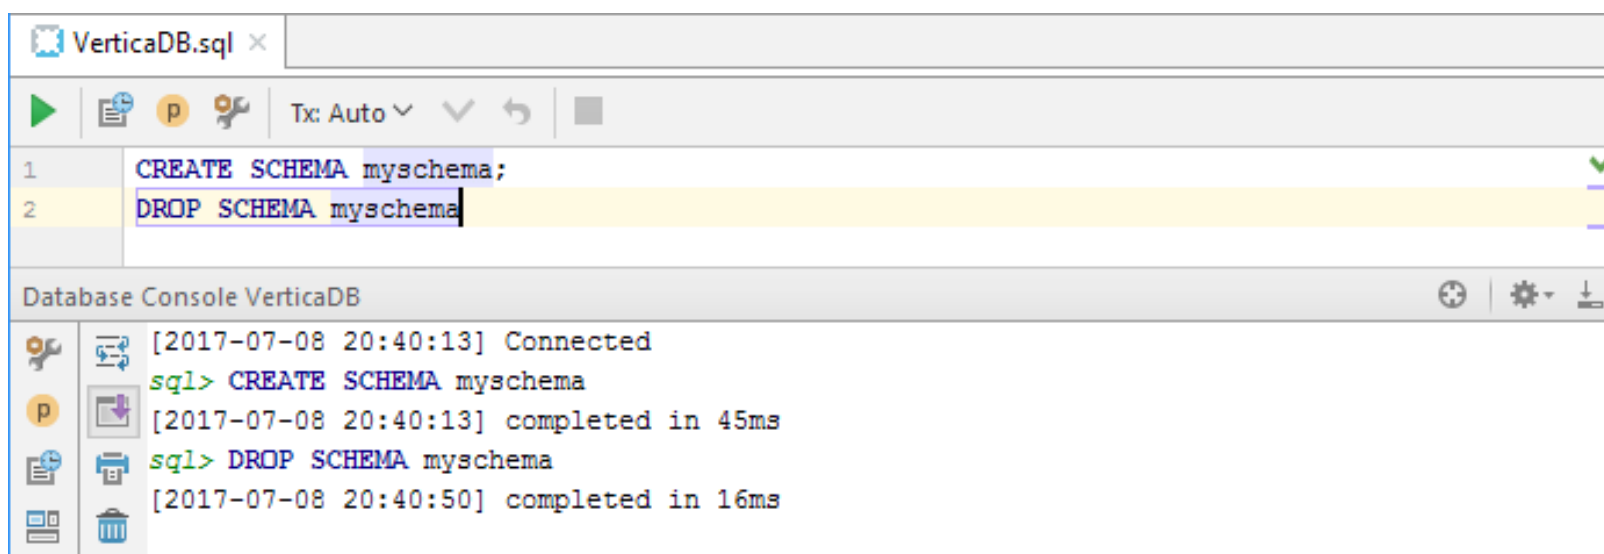 VerticaDB.sql
p Tx: Auto
1 CREATE SCHEMA myschema;
2 DROP SCHEMA myschema
Database Console VerticaDB
[2017-07-08 20:40:13] Connected
sql> CREATE SCHEMA myschema
p [2017-07-08 20:40:13] completed in 45ms
sql> DROP SCHEMA myschema
[2017-07-08 20:40:50] completed in 16ms